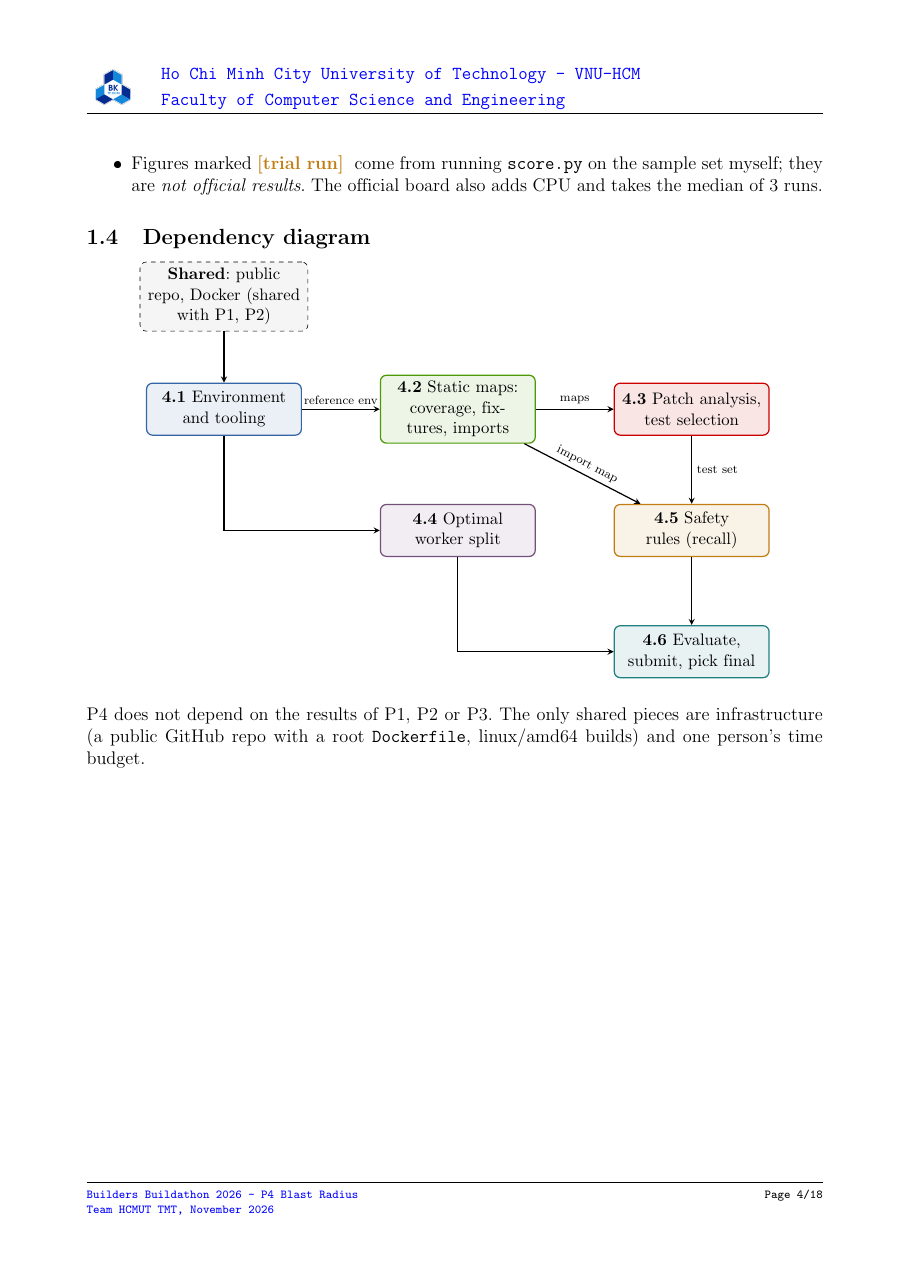 BK
Ho Chi Minh City University of Technology - VNU-HCM
Faculty of Computer Science and Engineering
• Figures marked [trial run] come from running score.py on the sample set myself; they
are not official results. The official board also adds CPU and takes the median of 3 runs.
1.4 Dependency diagram
Shared: public
repo, Docker (shared
with P1, P2)
4.1 Environment
and tooling
reference env
4.2 Static maps:
coverage, fix-
tures, imports
maps
4.3 Patch analysis,
test selection
import map
test set
4.4 Optimal
worker split
4.5 Safety
rules (recall)
4.6 Evaluate,
submit, pick final
P4 does not depend on the results of P1, P2 or P3. The only shared pieces are infrastructure
(a public GitHub repo with a root Dockerfile, linux/amd64 builds) and one person's time
budget.
Builders Buildathon 2026 - P4 Blast Radius
Team HCMUT TMT, November 2026
Page 4/18